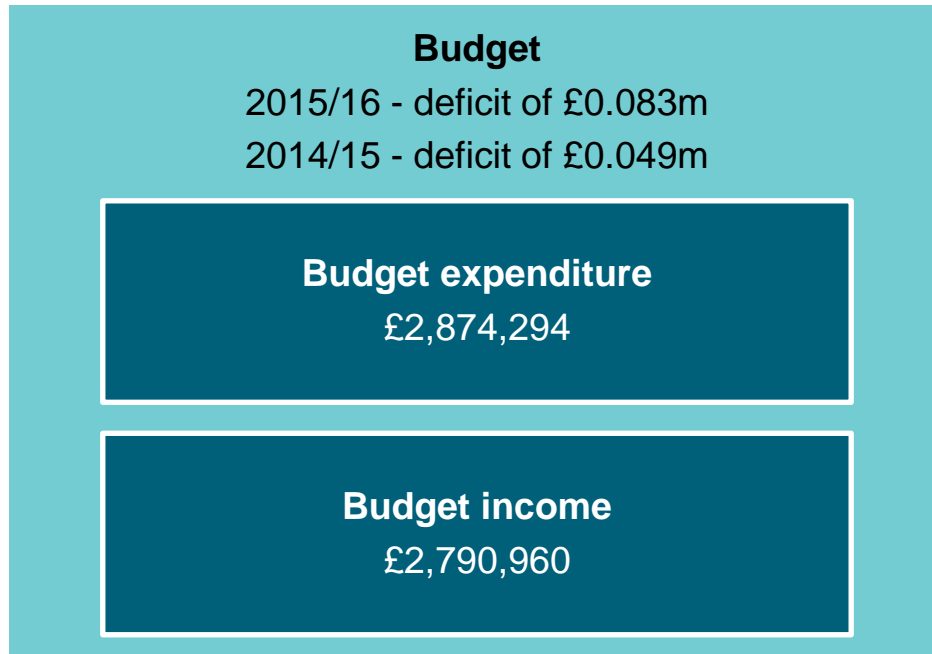 Budget
2015/16 - deficit of £0.083m
2014/15 - deficit of £0.049m
Budget expenditure
£2,874,294
Budget income
£2,790,960